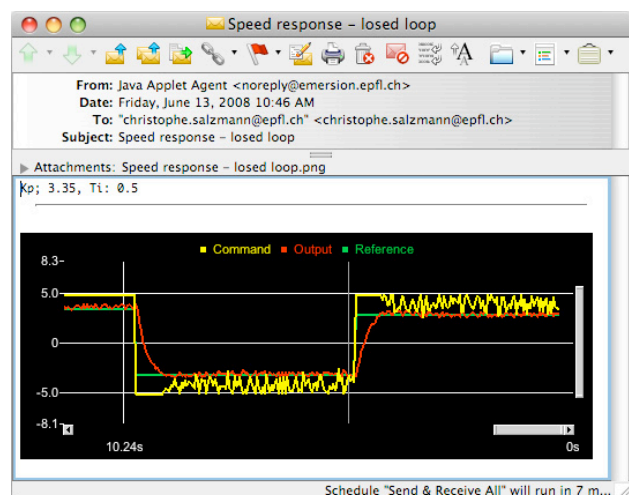 Speed response – losed loop
From: Java Applet Agent <noreply@emersion.epfl.ch>
Date: Friday, June 13, 2008 10:46 AM
To: "christophe.salzmann@epfl.ch" <christophe.salzmann@epfl.ch>
Subject: Speed response – losed loop
Attachments: Speed response – losed loop.png
Kp; 3.35, Ti: 0.5
Command Output Reference
8.3-
5.0-
0-
-5.0-
-8.1-
10.24s 0s
Schedule "Send & Receive All" will run in 7 m...